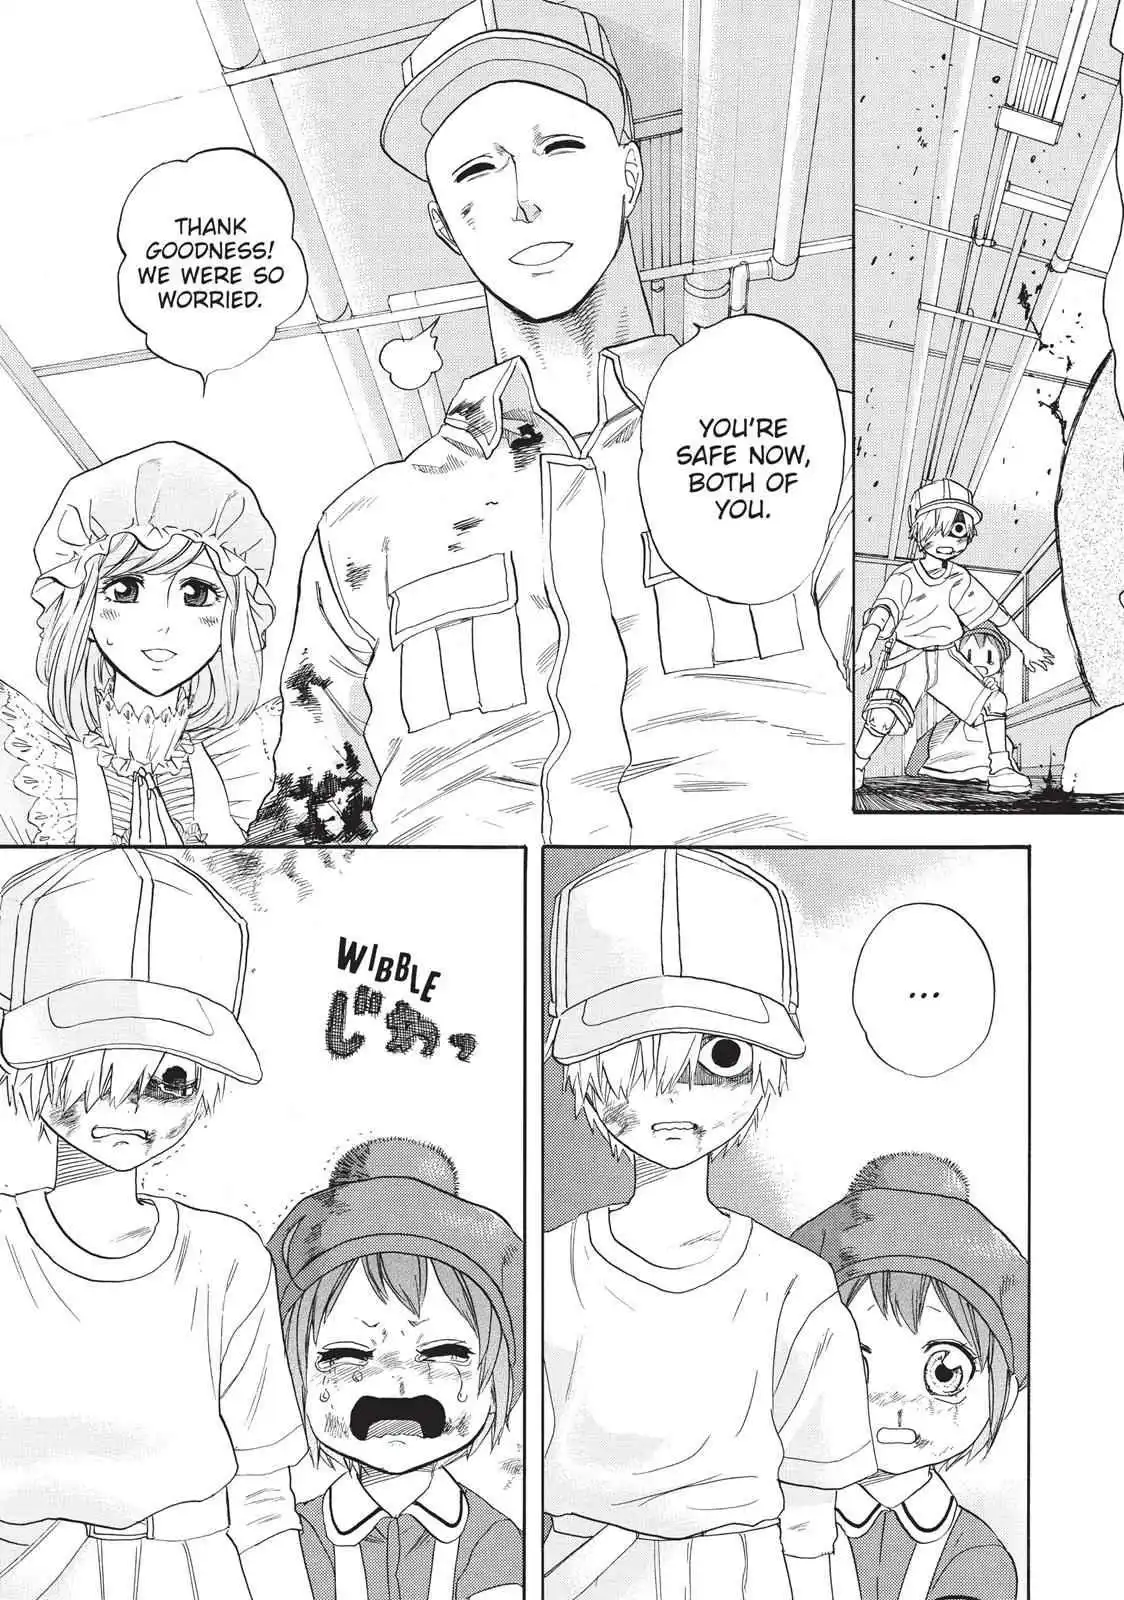 YOU'RE
SAFE NOW,
BOTH OF
YOU.
THANK
GOODNESS!
WE WERE SO
WORRIED.
...
WIBBLE
じわっ